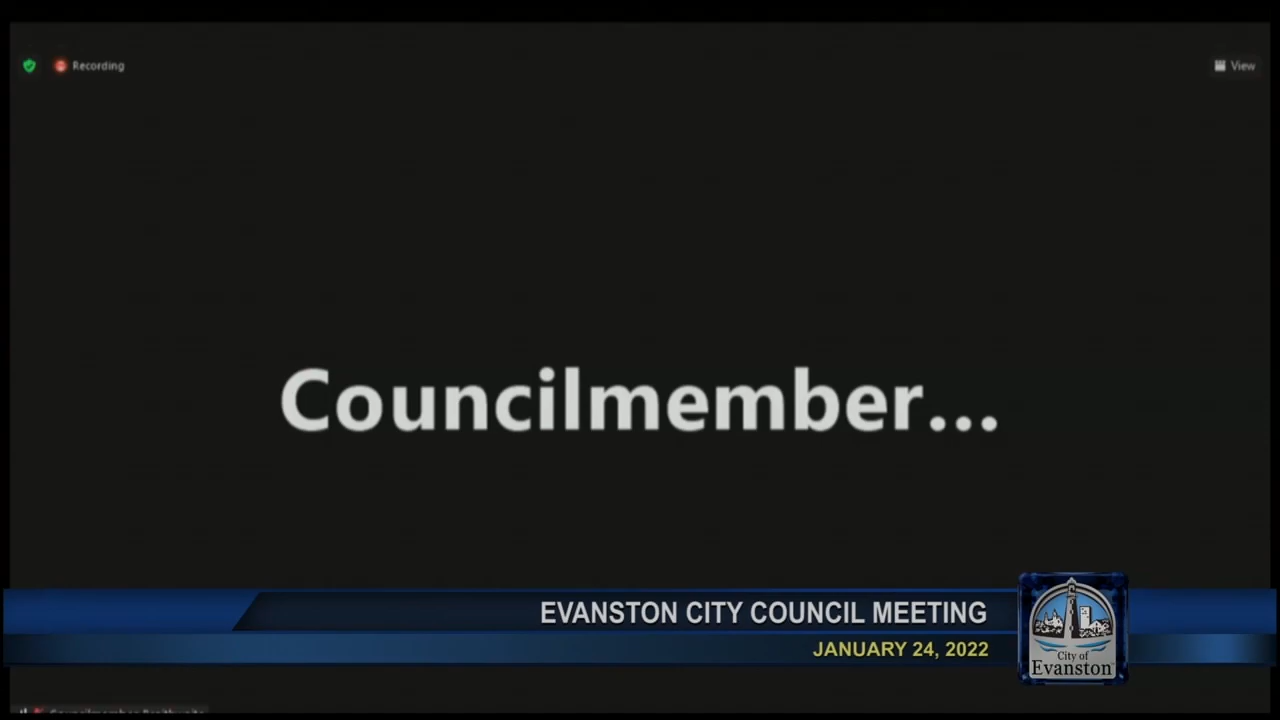 Recording
View
Councilmember...
EVANSTON CITY COUNCIL MEETING
JANUARY 24, 2022
City of
Evanston